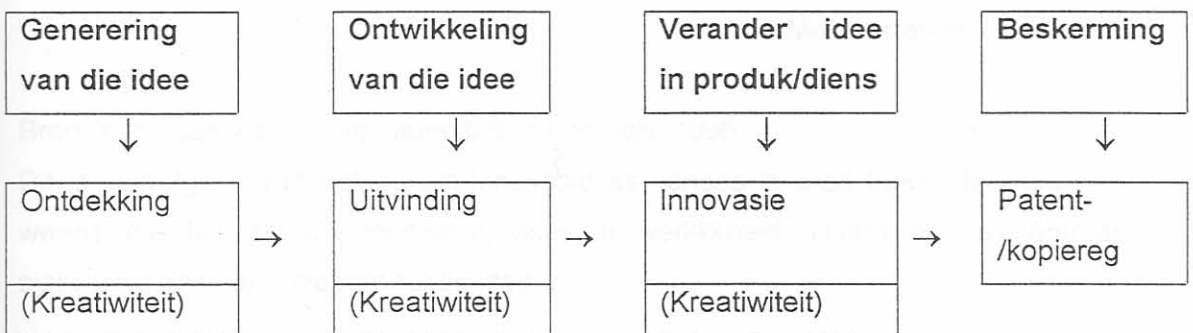 Generering
van die idee
Ontwikkeling
van die idee
Verander idee
in produk/diens
Beskerming
Ontdekking
Uitvinding
Innovasie
Patent-
/kopiereg
(Kreatiwiteit)
(Kreatiwiteit)
(Kreatiwiteit)